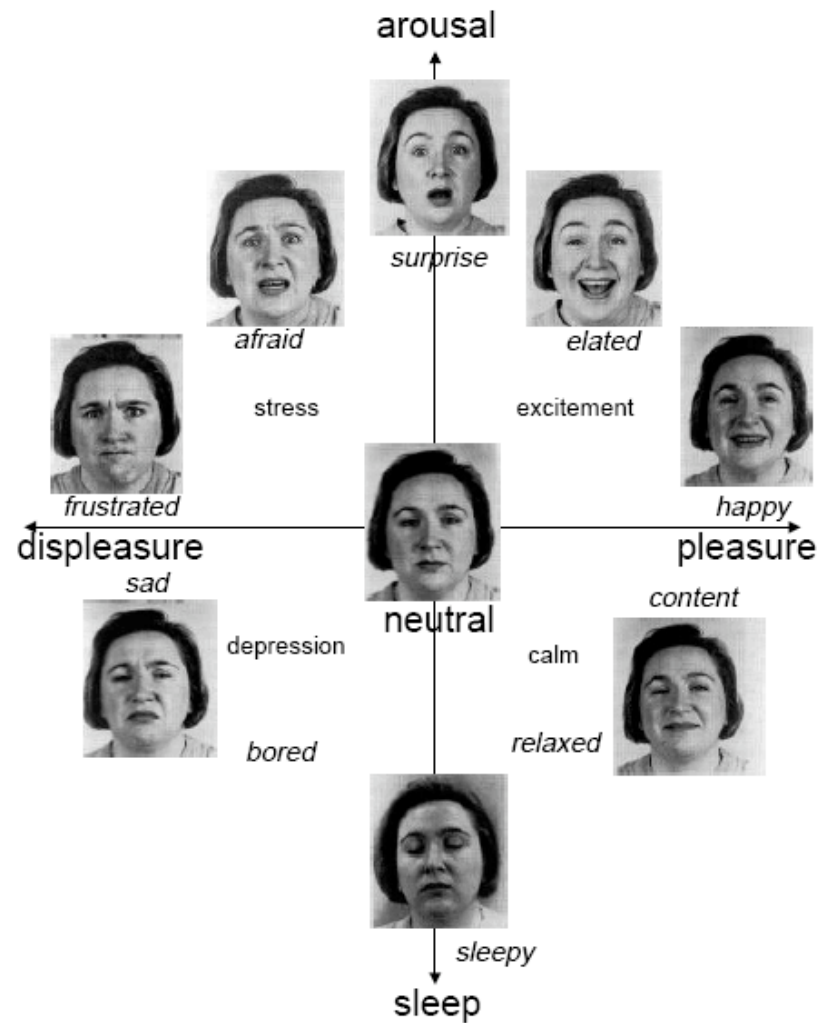 arousal
surprise
afraid
elated
stress
excitement
frustrated
happy
displeasure
pleasure
sad
content
neutral
depression
calm
relaxed
bored
sleepy
sleep